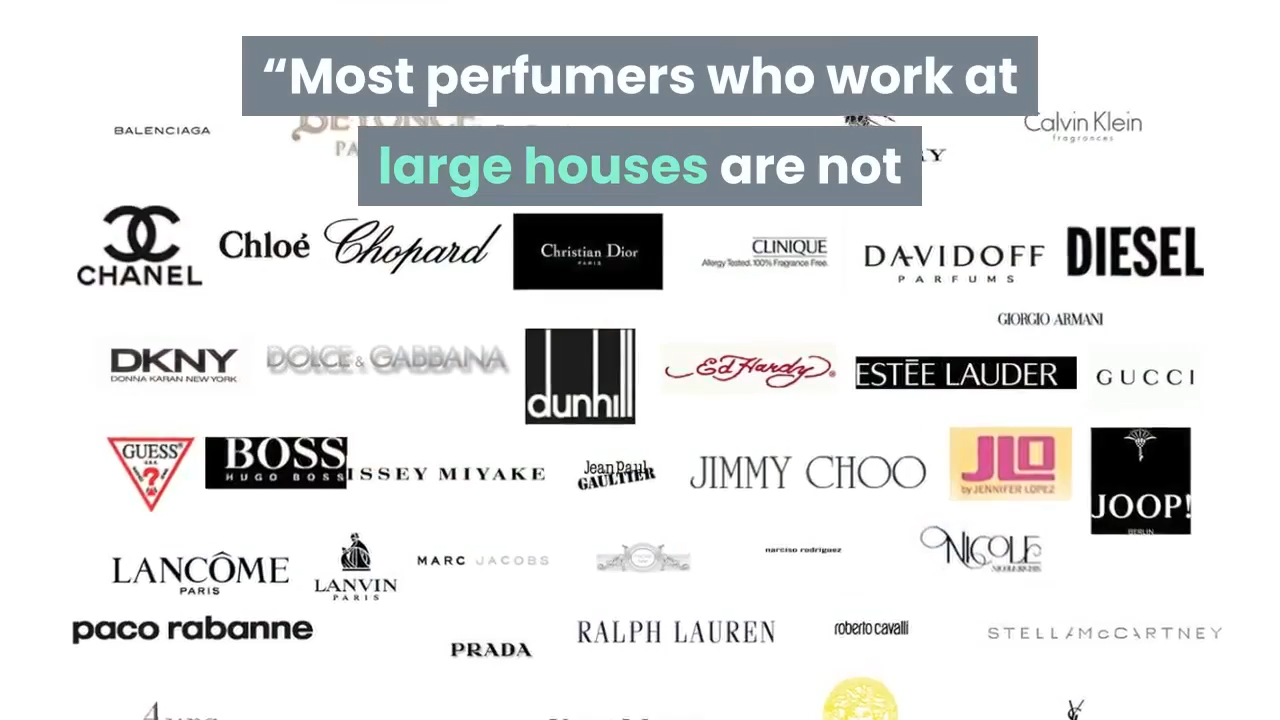 “Most perfumers who work at
large houses are not
BALENCIAGA
BEYONCE
PA
RY
Calvin Klein
fragrances
CHANEL
Chloé
Chopard
Christian Dior
PARIS
CLINIQUE
Allergy Tested. 100% Fragrance Free.
DAVIDOFF
PARFUMS
DIESEL
GIORGIO ARMANI
DKNY
DONNA KARAN NEW YORK
DOLCE & GABBANA
dunhill
Ed Hardy®
ESTĒE LAUDER
GUCCI
GUESS®
U.S.A.
?
BOSS
HUGO BOSS
ISSEY MIYAKE
Jean Paul
GAULTIER
JIMMY CHOO
JLO
by JENNIFER LOPEZ
JOOP!
BERLIN
LANCÔME
PARIS
LANVIN
PARIS
MARC JACOBS
narciso rodriguez
NICOLE
paco rabanne
PRADA
RALPH LAUREN
roberto cavalli
STELLA McCARTNEY